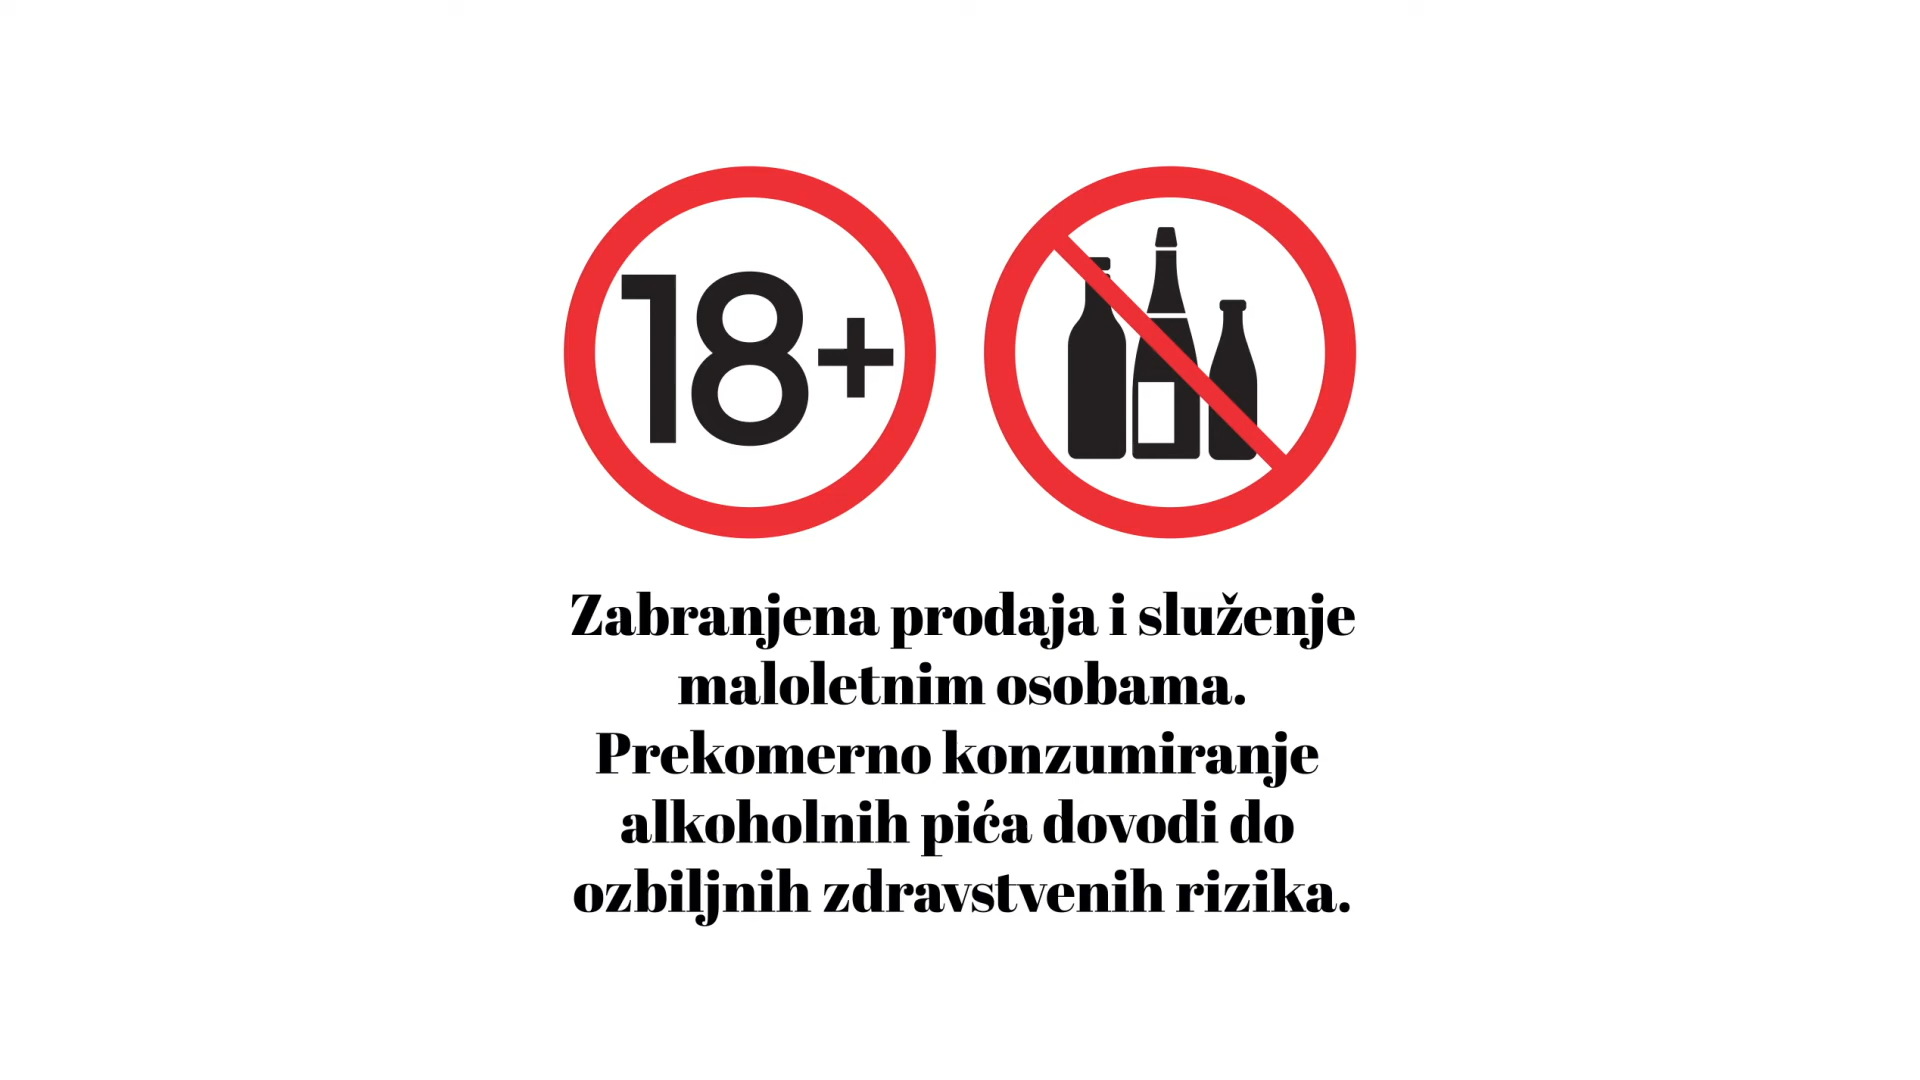 18+
Zabranjena prodaja i služenje
maloletnim osobama.
Prekomerno konzumiranje
alkoholnih pića dovodi do
ozbiljnih zdravstvenih rizika.